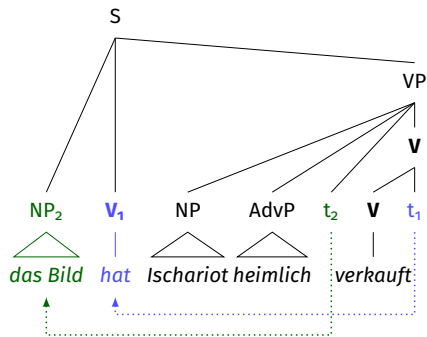 S
VP
V
NP₂ V₁ NP AdvP t₂ V t₁
das Bild hat Ischariot heimlich verkauft